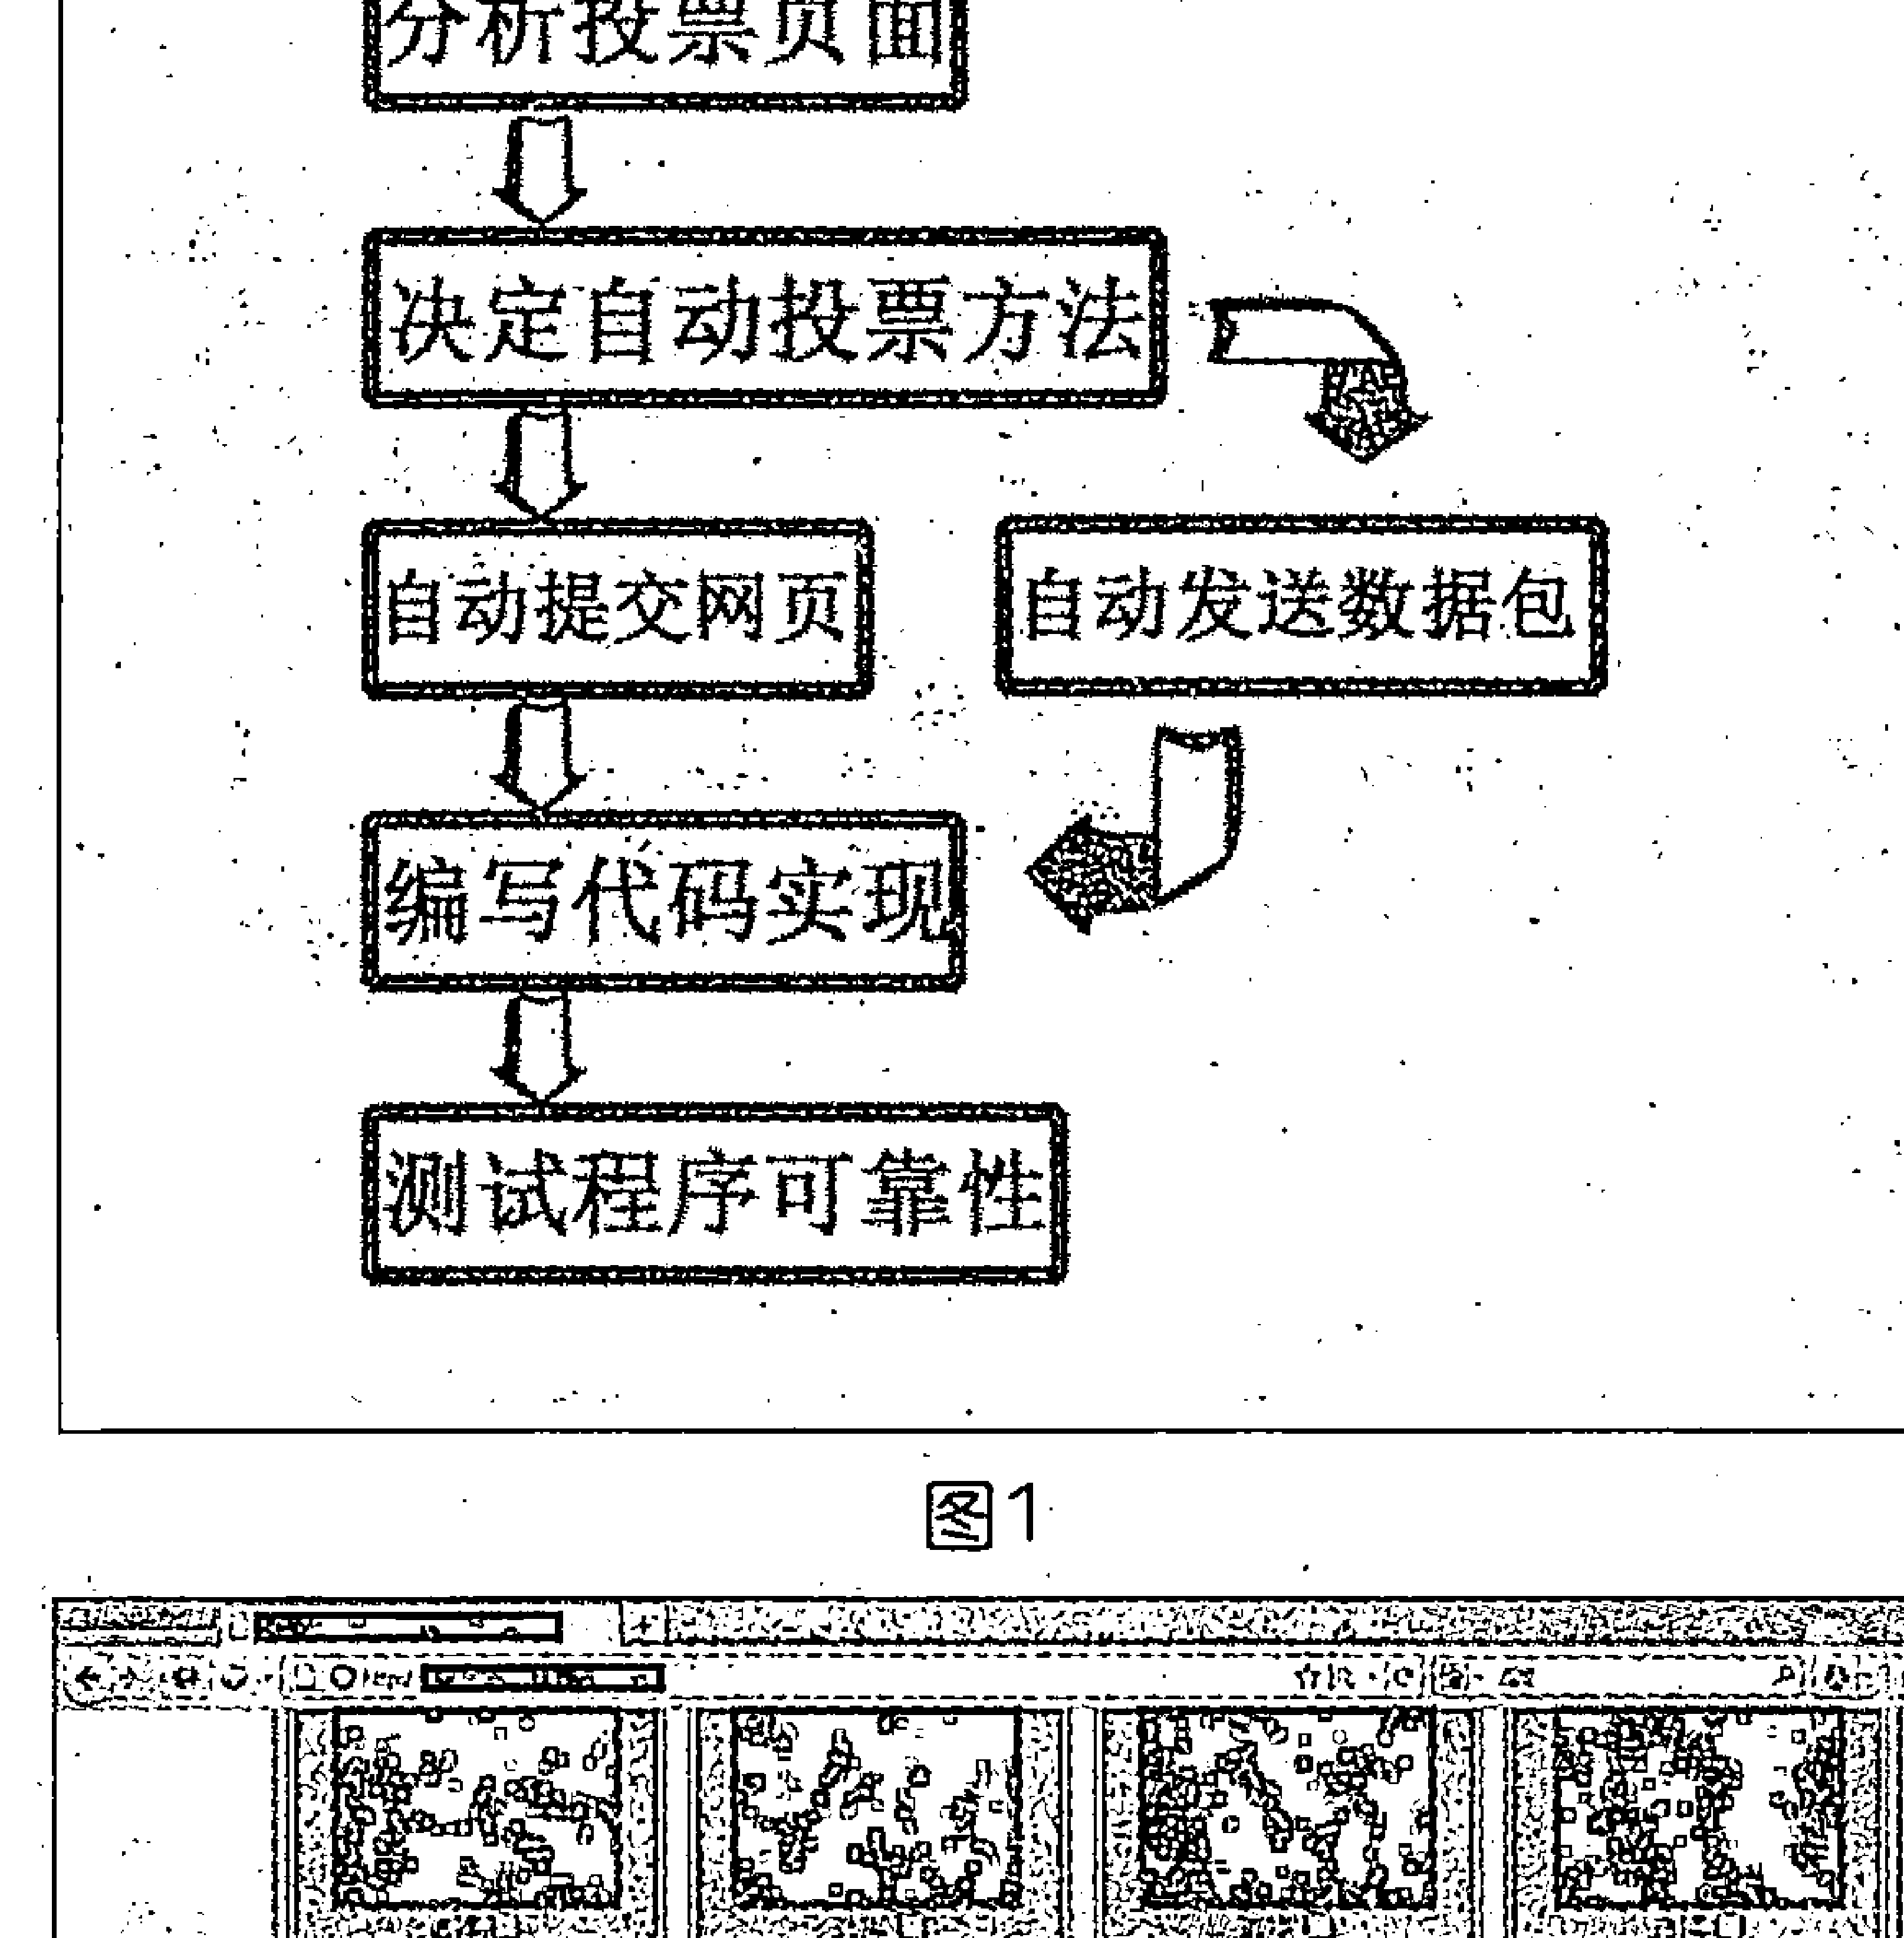 分析投票页面
决定自动投票方法
自动提交网页
自动发送数据包
编写代码实现
测试程序可靠性
图1